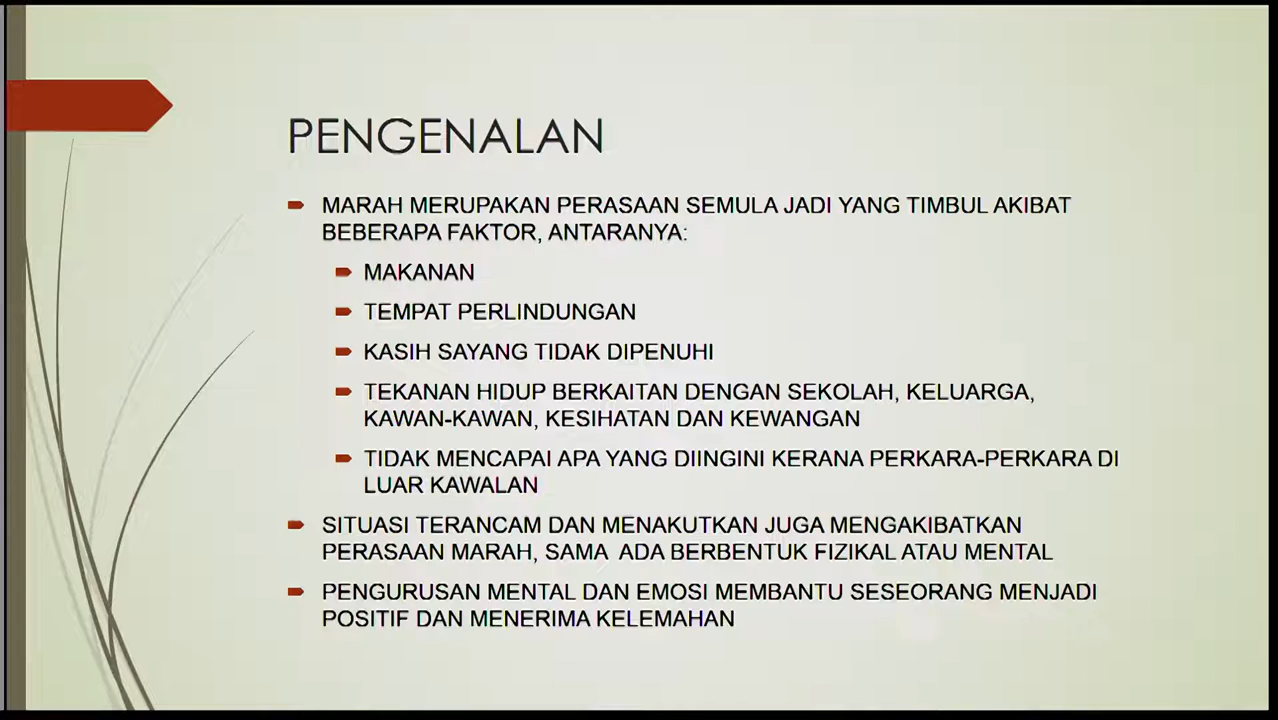 PENGENALAN
MARAH MERUPAKAN PERASAAN SEMULA JADI YANG TIMBUL AKIBAT
BEBERAPA FAKTOR, ANTARANYA:
MAKANAN
TEMPAT PERLINDUNGAN
KASIH SAYANG TIDAK DIPENUHI
TEKANAN HIDUP BERKAITAN DENGAN SEKOLAH, KELUARGA,
KAWAN-KAWAN, KESIHATAN DAN KEWANGAN
TIDAK MENCAPAI APA YANG DIINGINI KERANA PERKARA-PERKARA DI
LUAR KAWALAN
SITUASI TERANCAM DAN MENAKUTKAN JUGA MENGAKIBATKAN
PERASAAN MARAH, SAMA ADA BERBENTUK FIZIKAL ATAU MENTAL
PENGURUSAN MENTAL DAN EMOSI MEMBANTU SESEORANG MENJADI
POSITIF DAN MENERIMA KELEMAHAN